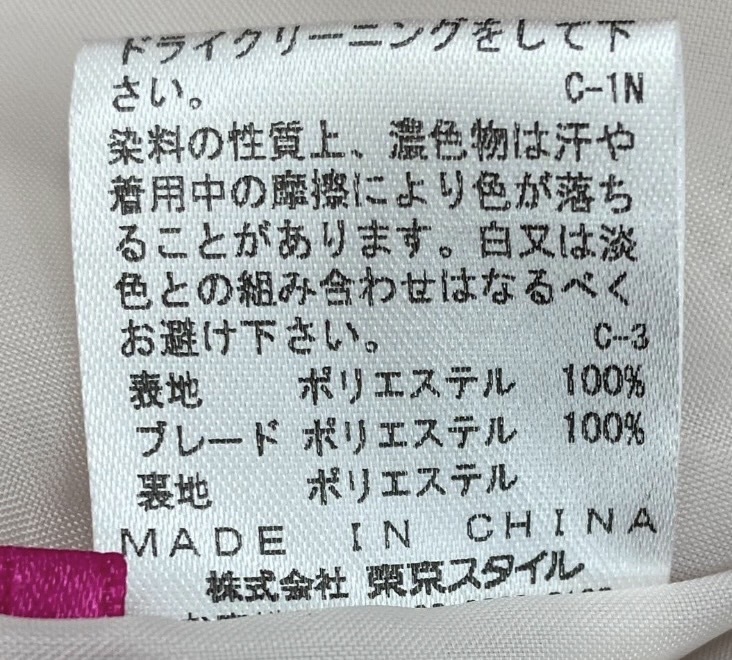 ドライクリーニングをして下
さい。 C-1N
染料の性質上、濃色物は汗や
着用中の摩擦により色が落ち
ることがあります。白又は淡
色との組み合わせはなるべく
お避け下さい。 C-3
表地 ポリエステル 100%
ブレード ポリエステル 100%
裏地 ポリエステル
MADE IN CHINA
株式会社 東京スタイル